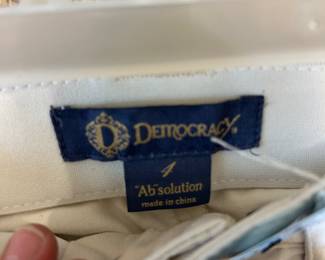 D DEMOCRACY®
4
"Ab"solution
made in china